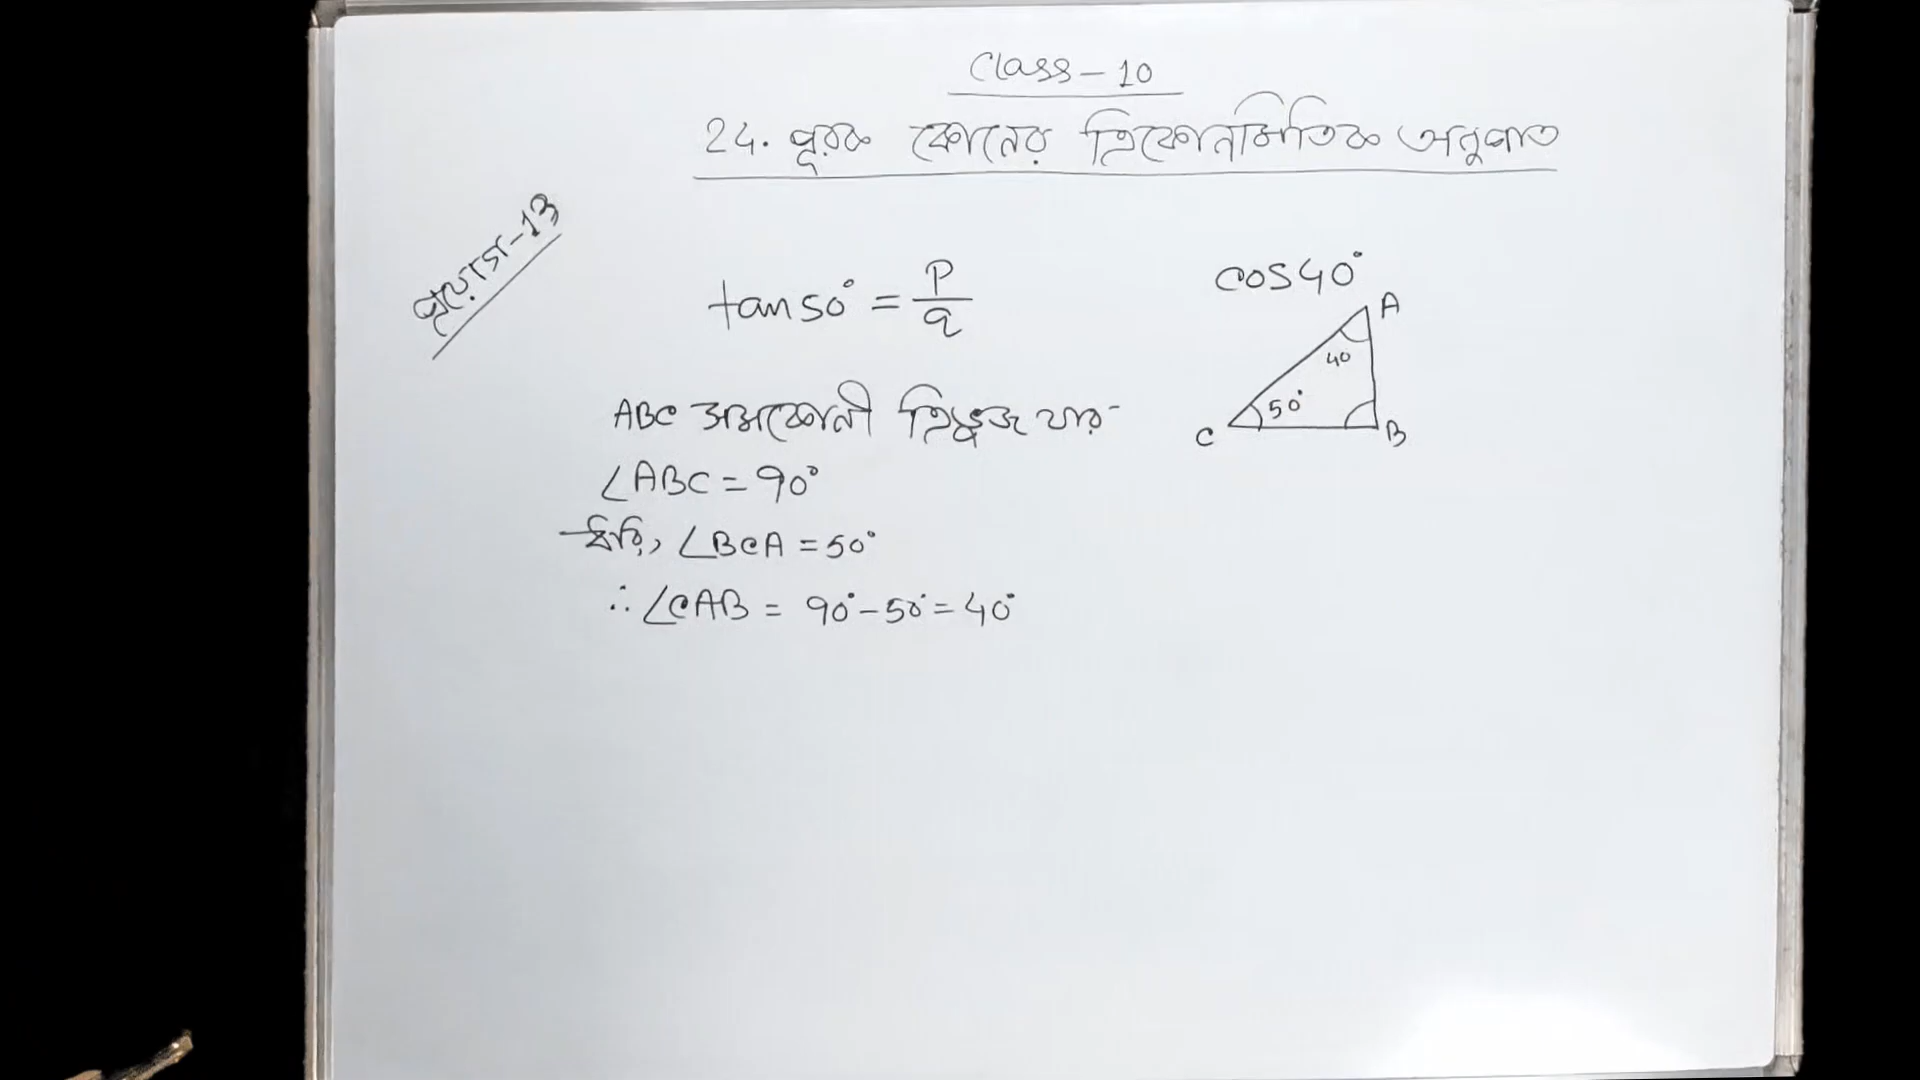 Class - 10
24. পূরক কোনের ত্রিকোনমিতিক অনুপাত
প্রয়োগ-13
tan50° = P/q
cos40°
A
40
50°
C
B
ABC সমকোনী ত্রিভুজ যার
∠ABC = 90°
ধরি, ∠BCA = 50°
∴ ∠CAB = 90° - 50° = 40°